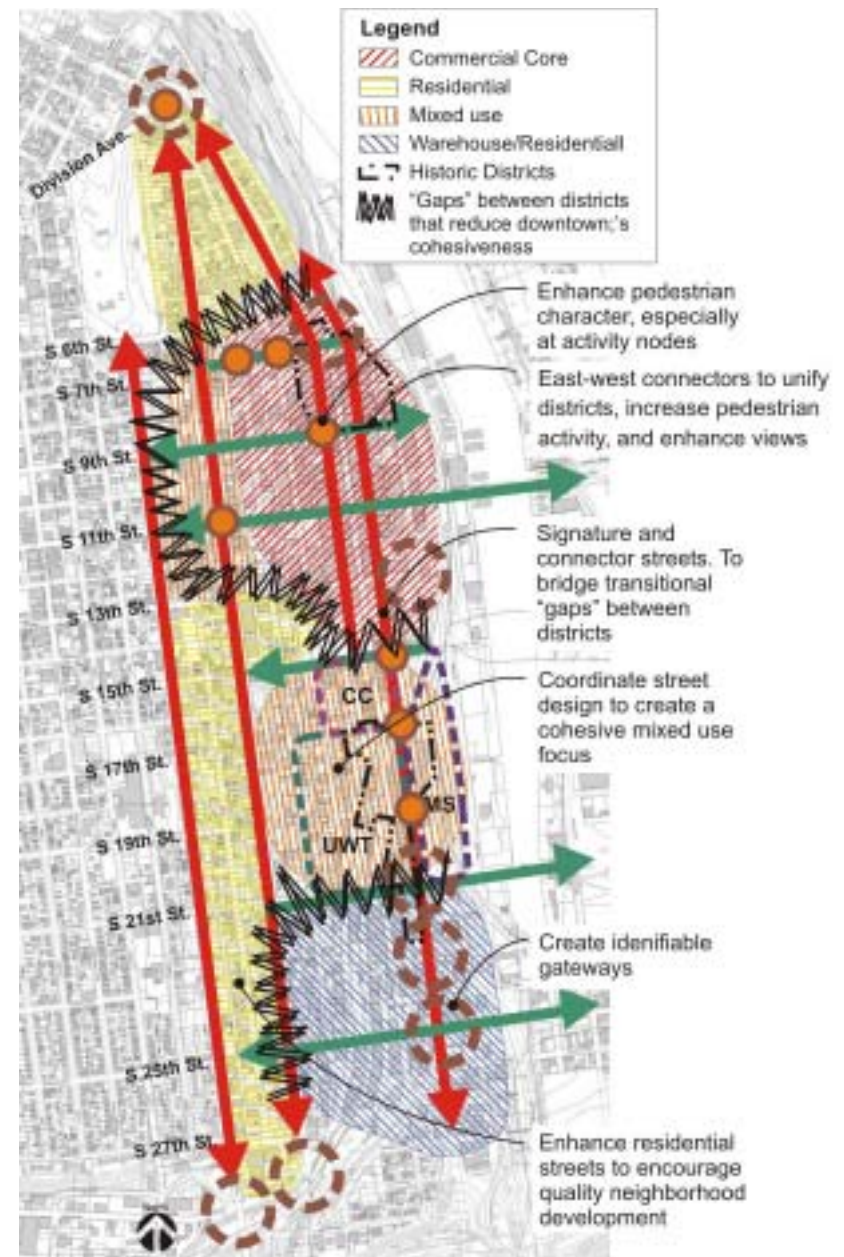 Legend
Commercial Core
Residential
Mixed use
Warehouse/Residentiall
Historic Districts
"Gaps" between districts
that reduce downtown;'s
cohesiveness
Division Ave.
Enhance pedestrian
character, especially
at activity nodes
S 6th St.
S 7th St.
East-west connectors to unify
districts, increase pedestrian
activity, and enhance views
S 9th St.
S 11th St.
Signature and
connector streets. To
bridge transitional
"gaps" between
districts
S 13th St.
S 15th St.
CC
Coordinate street
design to create a
cohesive mixed use
focus
S 17th St.
MS
S 19th St.
UWT
S 21st St.
Create idenifiable
gateways
S 25th St.
S 27th St.
Enhance residential
streets to encourage
quality neighborhood
development